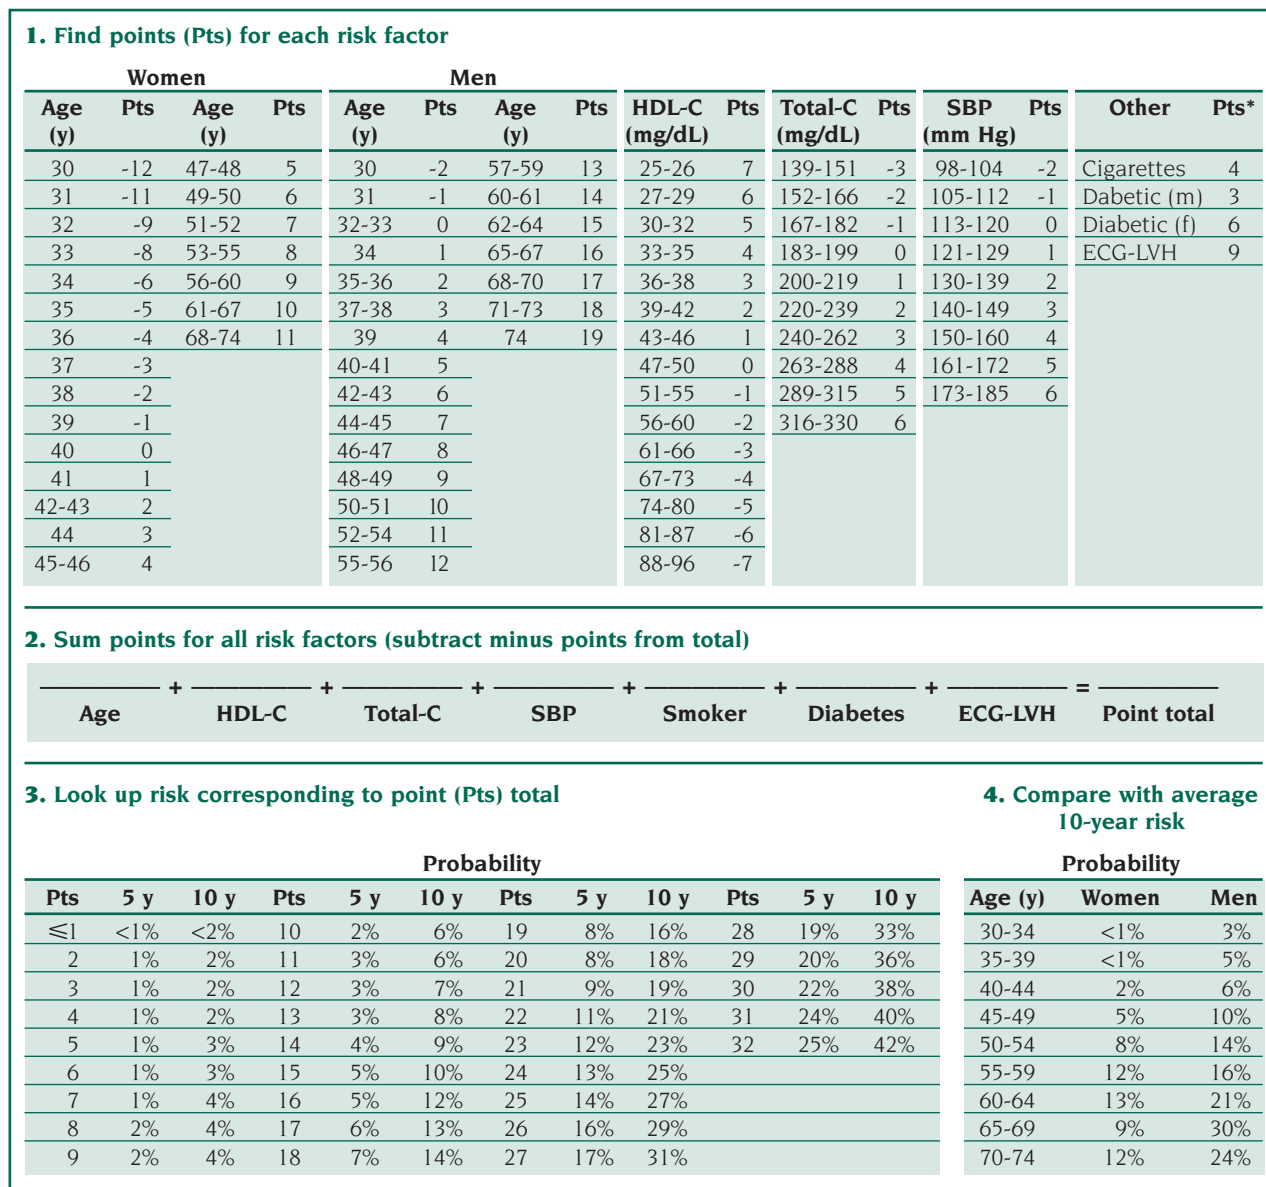 1. Find points (Pts) for each risk factor
Women Men
Age Pts Age Pts Age Pts Age Pts HDL-C Pts Total-C Pts SBP Pts Other Pts*
(y) (y) (y) (y) (mg/dL) (mg/dL) (mm Hg)
30 -12 47-48 5 30 -2 57-59 13 25-26 7 139-151 -3 98-104 -2 Cigarettes 4
31 -11 49-50 6 31 -1 60-61 14 27-29 6 152-166 -2 105-112 -1 Dabetic (m) 3
32 -9 51-52 7 32-33 0 62-64 15 30-32 5 167-182 -1 113-120 0 Diabetic (f) 6
33 -8 53-55 8 34 1 65-67 16 33-35 4 183-199 0 121-129 1 ECG-LVH 9
34 -6 56-60 9 35-36 2 68-70 17 36-38 3 200-219 1 130-139 2
35 -5 61-67 10 37-38 3 71-73 18 39-42 2 220-239 2 140-149 3
36 -4 68-74 11 39 4 74 19 43-46 1 240-262 3 150-160 4
37 -3 40-41 5 47-50 0 263-288 4 161-172 5
38 -2 42-43 6 51-55 -1 289-315 5 173-185 6
39 -1 44-45 7 56-60 -2 316-330 6
40 0 46-47 8 61-66 -3
41 1 48-49 9 67-73 -4
42-43 2 50-51 10 74-80 -5
44 3 52-54 11 81-87 -6
45-46 4 55-56 12 88-96 -7
2. Sum points for all risk factors (subtract minus points from total)
+ + + + + + =
Age HDL-C Total-C SBP Smoker Diabetes ECG-LVH Point total
3. Look up risk corresponding to point (Pts) total
4. Compare with average
10-year risk
Probability Probability
Pts 5 y 10 y Pts 5 y 10 y Pts 5 y 10 y Pts 5 y 10 y Age (y) Women Men
⩽1 <1% <2% 10 2% 6% 19 8% 16% 28 19% 33% 30-34 <1% 3%
2 1% 2% 11 3% 6% 20 8% 18% 29 20% 36% 35-39 <1% 5%
3 1% 2% 12 3% 7% 21 9% 19% 30 22% 38% 40-44 2% 6%
4 1% 2% 13 3% 8% 22 11% 21% 31 24% 40% 45-49 5% 10%
5 1% 3% 14 4% 9% 23 12% 23% 32 25% 42% 50-54 8% 14%
6 1% 3% 15 5% 10% 24 13% 25% 55-59 12% 16%
7 1% 4% 16 5% 12% 25 14% 27% 60-64 13% 21%
8 2% 4% 17 6% 13% 26 16% 29% 65-69 9% 30%
9 2% 4% 18 7% 14% 27 17% 31% 70-74 12% 24%